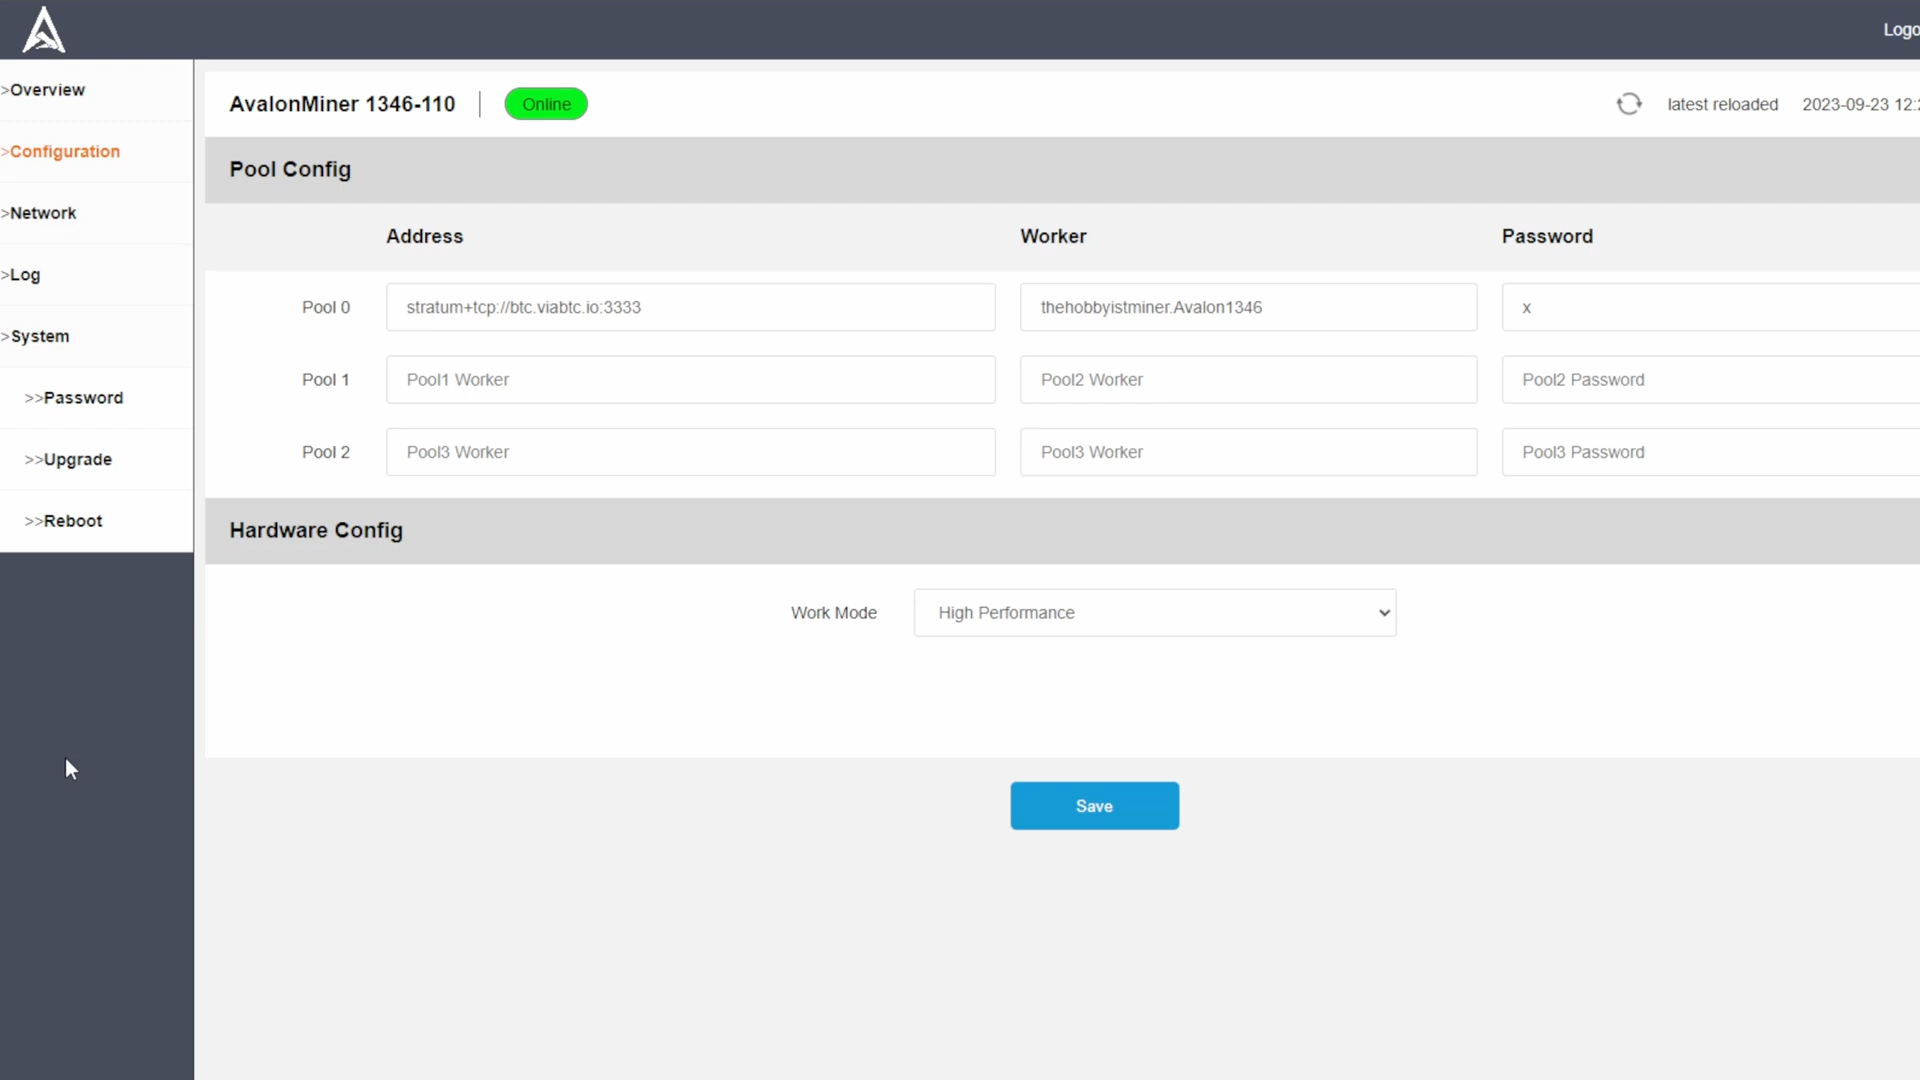 Logo
>Overview
>Configuration
>Network
>Log
>System
>>Password
>>Upgrade
>>Reboot
AvalonMiner 1346-110
Online
latest reloaded 2023-09-23 12:2
Pool Config
Address Worker Password
Pool 0 stratum+tcp://btc.viabtc.io:3333 thehobbyistminer.Avalon1346 x
Pool 1 Pool1 Worker Pool2 Worker Pool2 Password
Pool 2 Pool3 Worker Pool3 Worker Pool3 Password
Hardware Config
Work Mode High Performance
Save